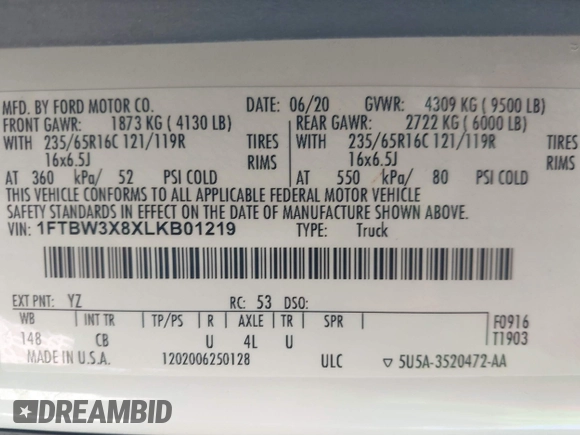 MFD. BY FORD MOTOR CO. DATE: 06/20 GVWR: 4309 KG ( 9500 LB)
FRONT GAWR: 1873 KG ( 4130 LB) REAR GAWR: 2722 KG ( 6000 LB)
WITH 235/65R16C 121/119R TIRES WITH 235/65R16C 121/119R TIRES
16x6.5J RIMS 16x6.5J RIMS
AT 360 kPa/ 52 PSI COLD AT 550 kPa/ 80 PSI COLD
THIS VEHICLE CONFORMS TO ALL APPLICABLE FEDERAL MOTOR VEHICLE
SAFETY STANDARDS IN EFFECT ON THE DATE OF MANUFACTURE SHOWN ABOVE.
VIN: 1FTBW3X8XLKB01219 TYPE: Truck
EXT PNT: YZ RC: 53 DSO:
WB INT TR TP/PS R AXLE TR SPR F0916
148 CB U 4L U T1903
MADE IN U.S.A. 1202006250128 ULC ▽ 5U5A-3520472-AA
DREAMBID